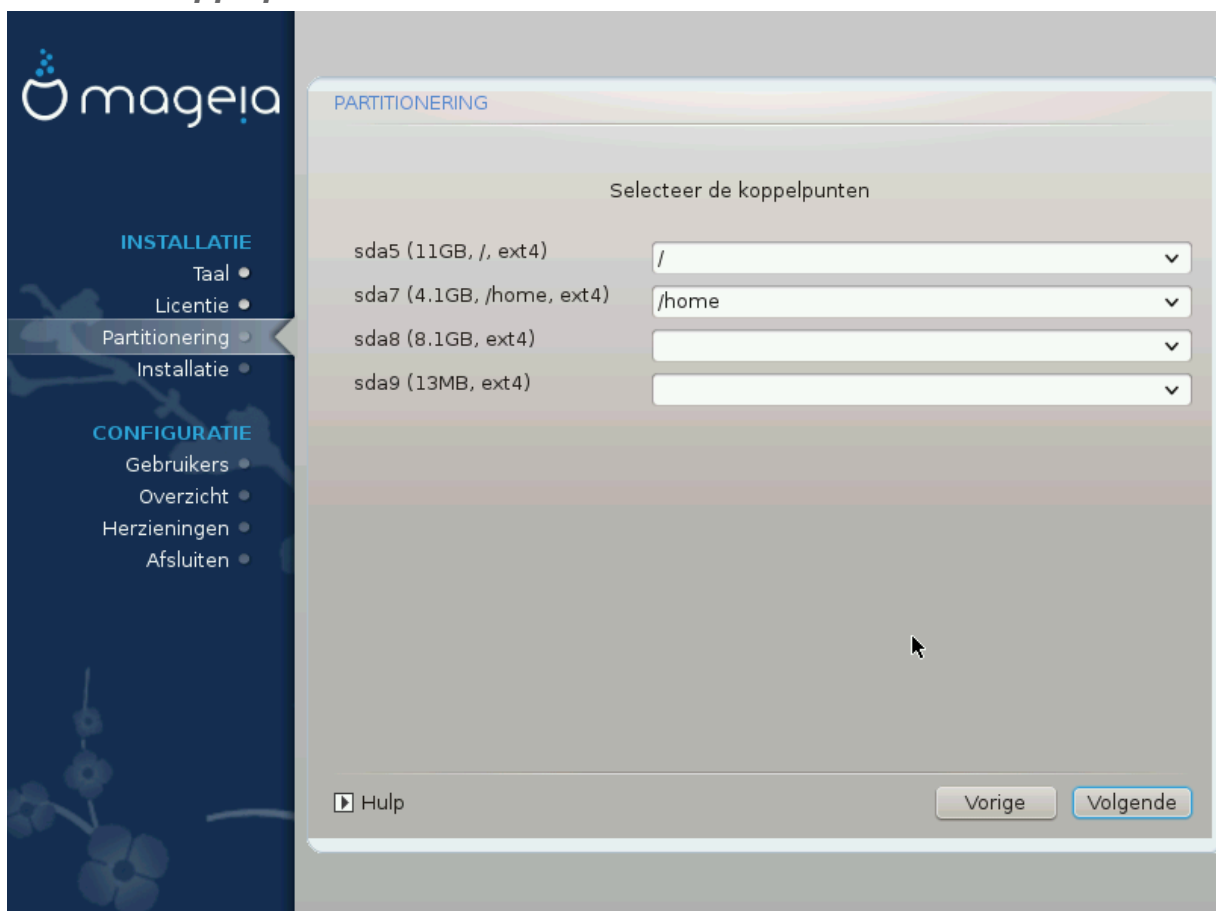 mageia
INSTALLATIE
Taal
Licentie
Partitionering
Installatie
CONFIGURATIE
Gebruikers
Overzicht
Herzieningen
Afsluiten
PARTITIONERING
Selecteer de koppelpunten
sda5 (11GB, /, ext4) /
sda7 (4.1GB, /home, ext4) /home
sda8 (8.1GB, ext4)
sda9 (13MB, ext4)
Hulp Vorige Volgende